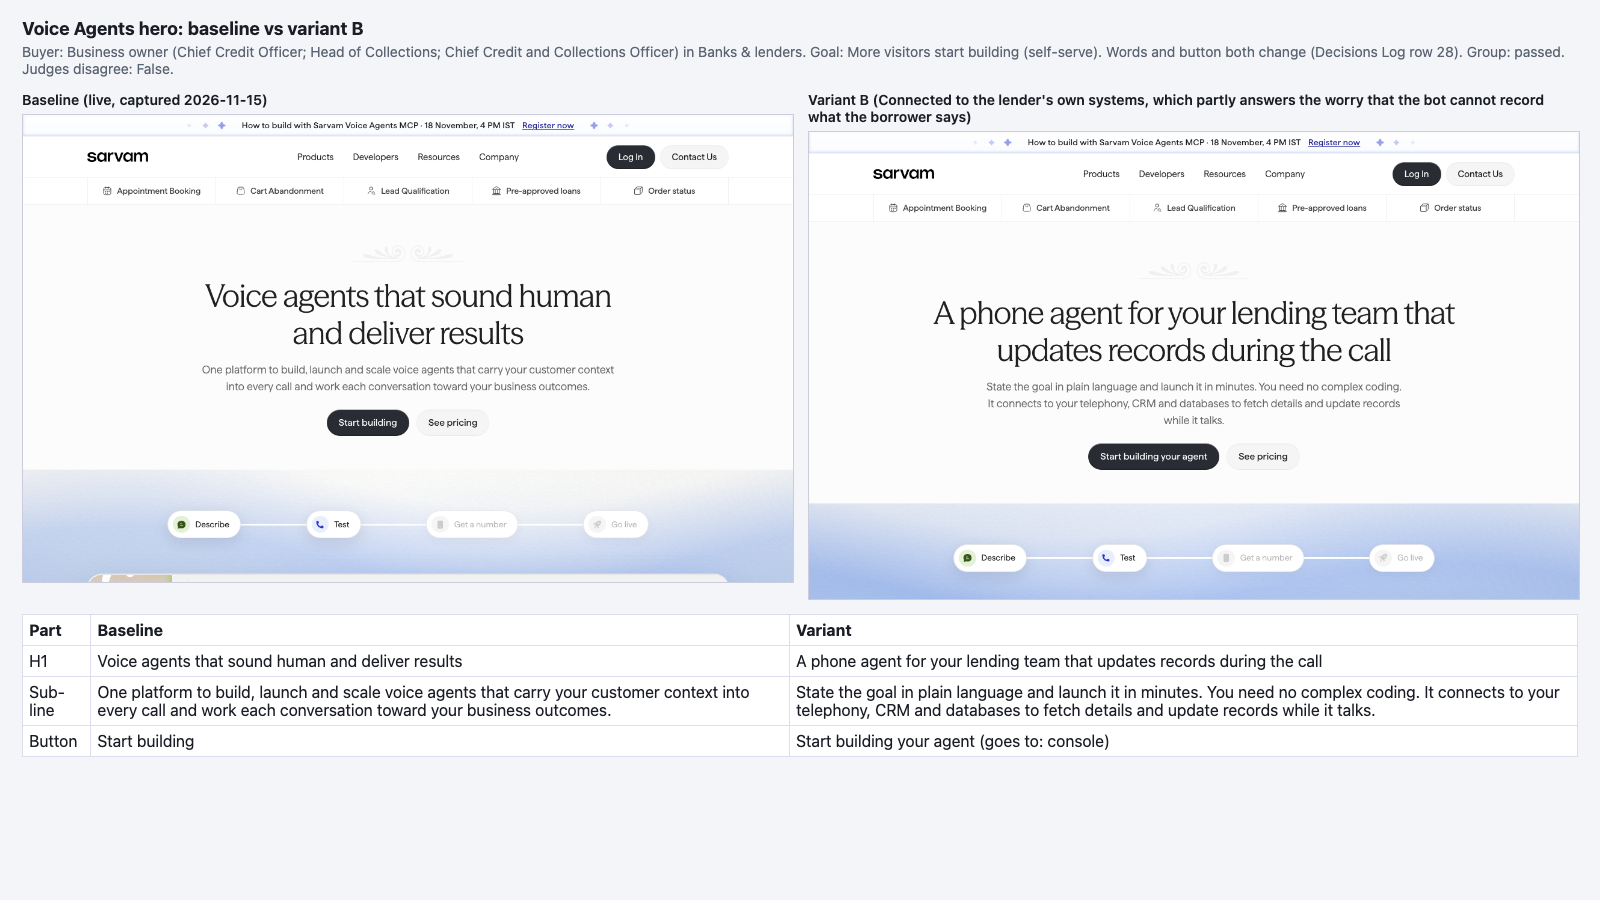 Voice Agents hero: baseline vs variant B
Buyer: Business owner (Chief Credit Officer; Head of Collections; Chief Credit and Collections Officer) in Banks & lenders. Goal: More visitors start building (self-serve). Words and button both change (Decisions Log row 28). Group: passed.
Judges disagree: False.
Baseline (live, captured 2026-11-15)
How to build with Sarvam Voice Agents MCP · 18 November, 4 PM IST Register now
sarvam Products Developers Resources Company Log In Contact Us
Appointment Booking Cart Abandonment Lead Qualification Pre-approved loans Order status
Voice agents that sound human
and deliver results
One platform to build, launch and scale voice agents that carry your customer context
into every call and work each conversation toward your business outcomes.
Start building See pricing
Describe Test Get a number Go live
Variant B (Connected to the lender's own systems, which partly answers the worry that the bot cannot record
what the borrower says)
How to build with Sarvam Voice Agents MCP · 18 November, 4 PM IST Register now
sarvam Products Developers Resources Company Log In Contact Us
Appointment Booking Cart Abandonment Lead Qualification Pre-approved loans Order status
A phone agent for your lending team that
updates records during the call
State the goal in plain language and launch it in minutes. You need no complex coding.
It connects to your telephony, CRM and databases to fetch details and update records
while it talks.
Start building your agent See pricing
Describe Test Get a number Go live
Part Baseline Variant
H1 Voice agents that sound human and deliver results A phone agent for your lending team that updates records during the call
Sub-
line
One platform to build, launch and scale voice agents that carry your customer context into
every call and work each conversation toward your business outcomes.
State the goal in plain language and launch it in minutes. You need no complex coding. It connects to your
telephony, CRM and databases to fetch details and update records while it talks.
Button Start building Start building your agent (goes to: console)